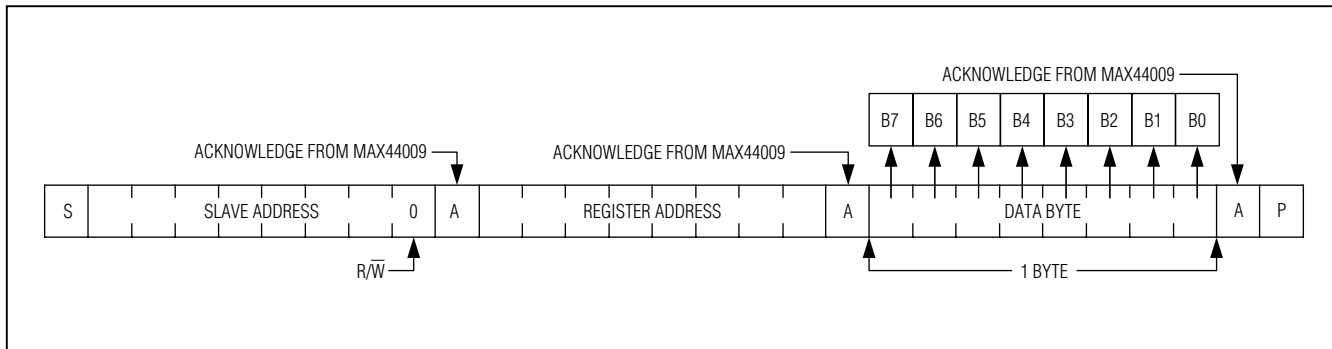 ACKNOWLEDGE FROM MAX44009
B7 B6 B5 B4 B3 B2 B1 B0
ACKNOWLEDGE FROM MAX44009 ACKNOWLEDGE FROM MAX44009
S SLAVE ADDRESS 0 A REGISTER ADDRESS A DATA BYTE A P
R/W̅ 1 BYTE